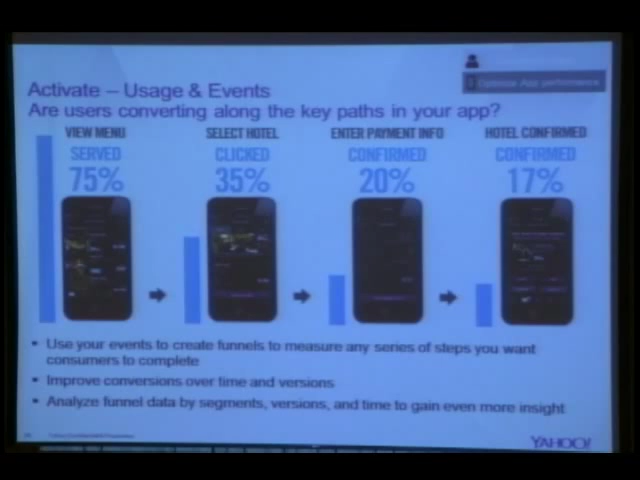 Optimize App performance
Activate – Usage & Events
Are users converting along the key paths in your app?
VIEW MENU SELECT HOTEL ENTER PAYMENT INFO HOTEL CONFIRMED
SERVED CLICKED CONFIRMED CONFIRMED
75% 35% 20% 17%
• Use your events to create funnels to measure any series of steps you want
consumers to complete
• Improve conversions over time and versions
• Analyze funnel data by segments, versions, and time to gain even more insight
YAHOO!